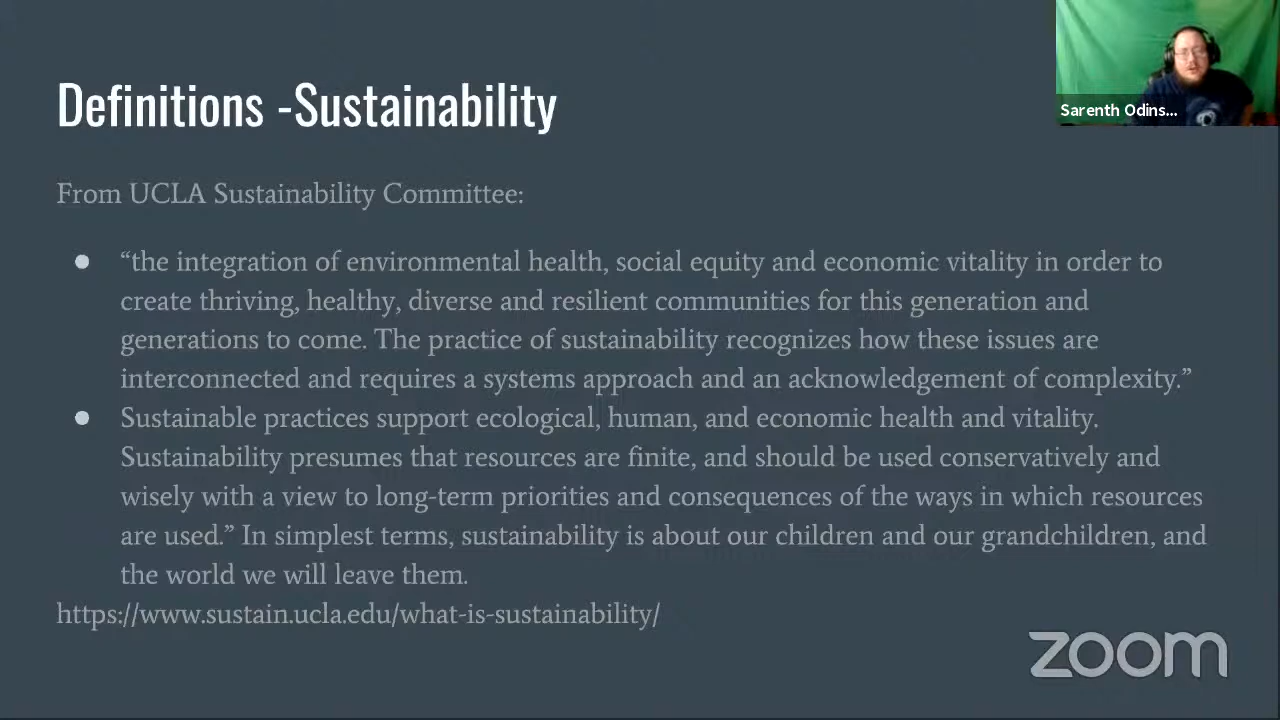 Definitions -Sustainability
Sarenth Odins...
From UCLA Sustainability Committee:
● “the integration of environmental health, social equity and economic vitality in order to
create thriving, healthy, diverse and resilient communities for this generation and
generations to come. The practice of sustainability recognizes how these issues are
interconnected and requires a systems approach and an acknowledgement of complexity.”
● Sustainable practices support ecological, human, and economic health and vitality.
Sustainability presumes that resources are finite, and should be used conservatively and
wisely with a view to long-term priorities and consequences of the ways in which resources
are used.” In simplest terms, sustainability is about our children and our grandchildren, and
the world we will leave them.
https://www.sustain.ucla.edu/what-is-sustainability/
zoom